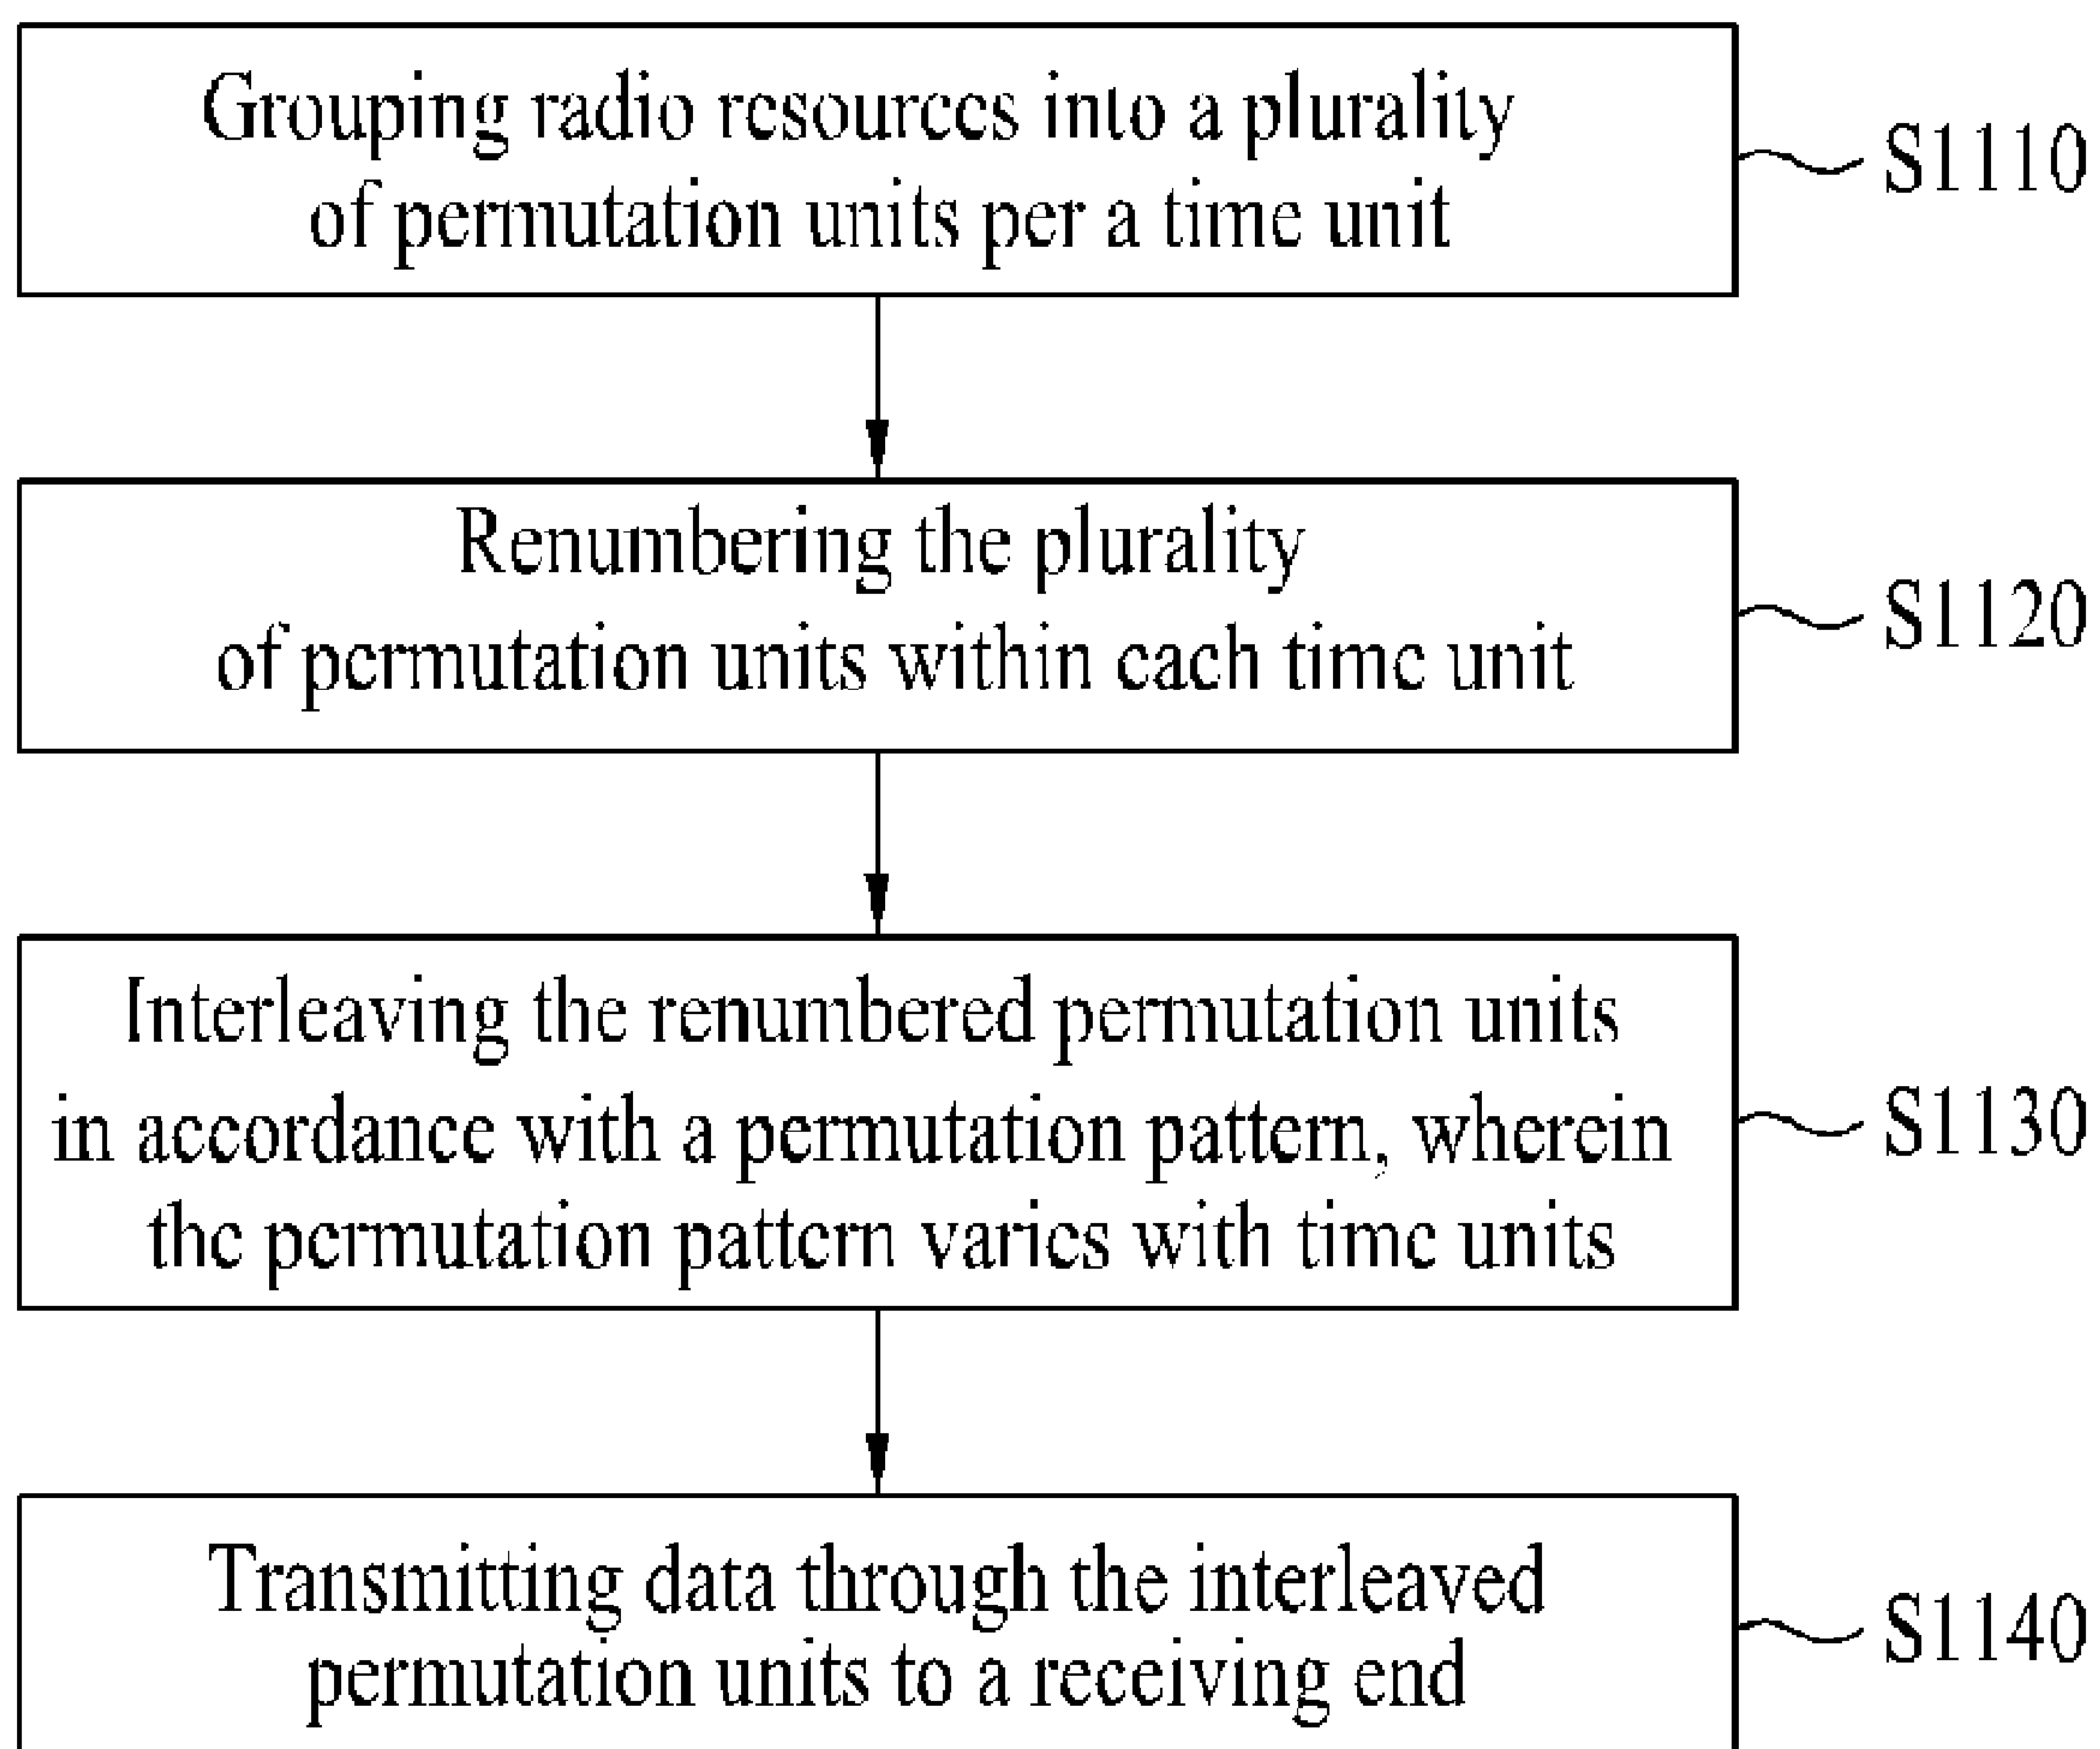 Grouping radio resources into a plurality
of permutation units per a time unit
S1110
Renumbering the plurality
of permutation units within each time unit
S1120
Interleaving the renumbered permutation units
in accordance with a permutation pattern, wherein
the permutation pattern varies with time units
S1130
Transmitting data through the interleaved
permutation units to a receiving end
S1140